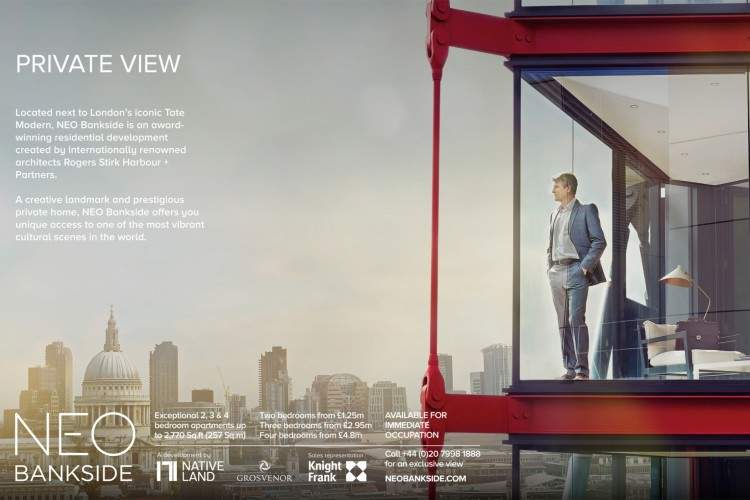 PRIVATE VIEW
Located next to London's iconic Tate
Modern, NEO Bankside is an award-
winning residential development
created by internationally renowned
architects Rogers Stirk Harbour +
Partners.
A creative landmark and prestigious
private home, NEO Bankside offers you
unique access to one of the most vibrant
cultural scenes in the world.
NEO
BANKSIDE
Exceptional 2, 3 & 4
bedroom apartments up
to 2,770 Sq.ft (257 Sq.m)
Two bedrooms from £1.25m
Three bedrooms from £2.95m
Four bedrooms from £4.8m
AVAILABLE FOR
IMMEDIATE
OCCUPATION
A development by
NATIVE
LAND
GROSVENOR
Sales representation
Knight
Frank
Call +44 (0)20 7998 1888
for an exclusive view
NEOBANKSIDE.COM